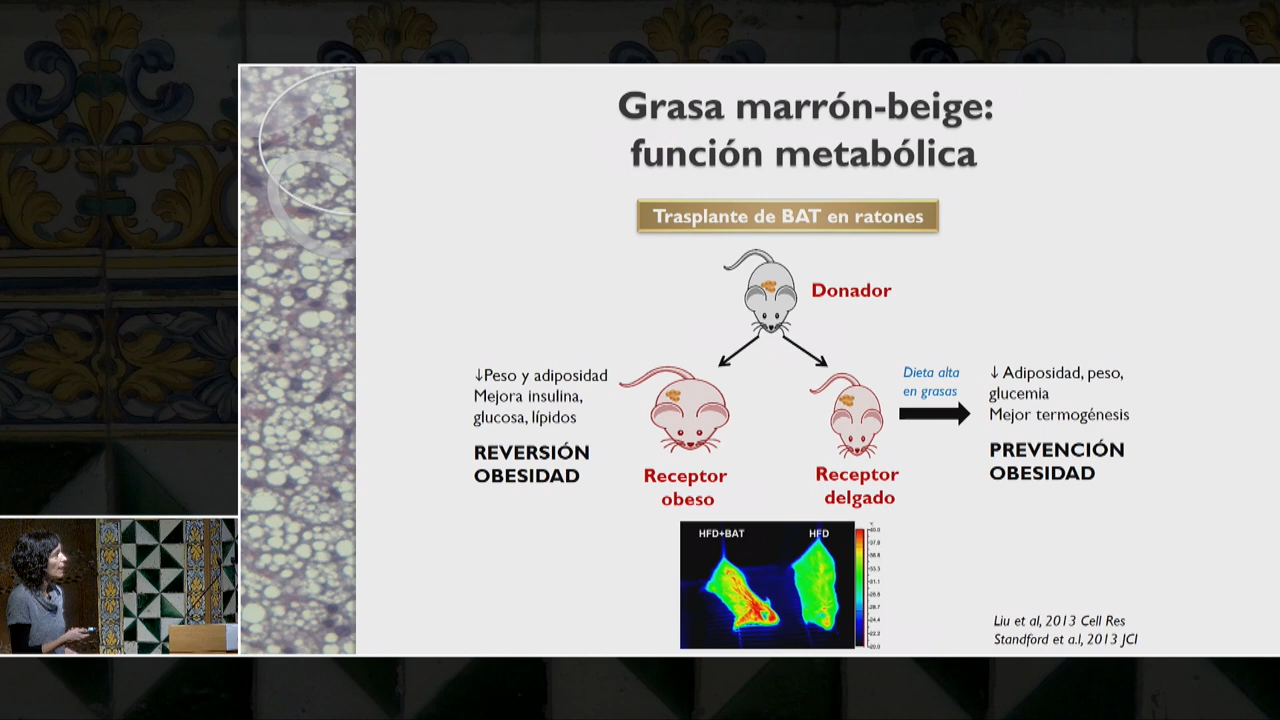 Grasa marrón-beige:
función metabólica
Trasplante de BAT en ratones
Donador
↓Peso y adiposidad
Mejora insulina,
glucosa, lípidos
REVERSIÓN
OBESIDAD
Receptor
obeso
Receptor
delgado
Dieta alta
en grasas
↓ Adiposidad, peso,
glucemia
Mejor termogénesis
PREVENCIÓN
OBESIDAD
HFD+BAT
HFD
Liu et al, 2013 Cell Res
Standford et a.l, 2013 JCI